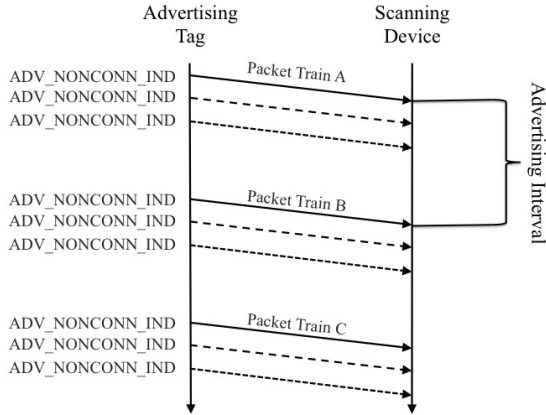 Advertising
Tag
Scanning
Device
Packet Train A
ADV_NONCONN_IND
ADV_NONCONN_IND
ADV_NONCONN_IND
Advertising Interval
Packet Train B
ADV_NONCONN_IND
ADV_NONCONN_IND
ADV_NONCONN_IND
Packet Train C
ADV_NONCONN_IND
ADV_NONCONN_IND
ADV_NONCONN_IND